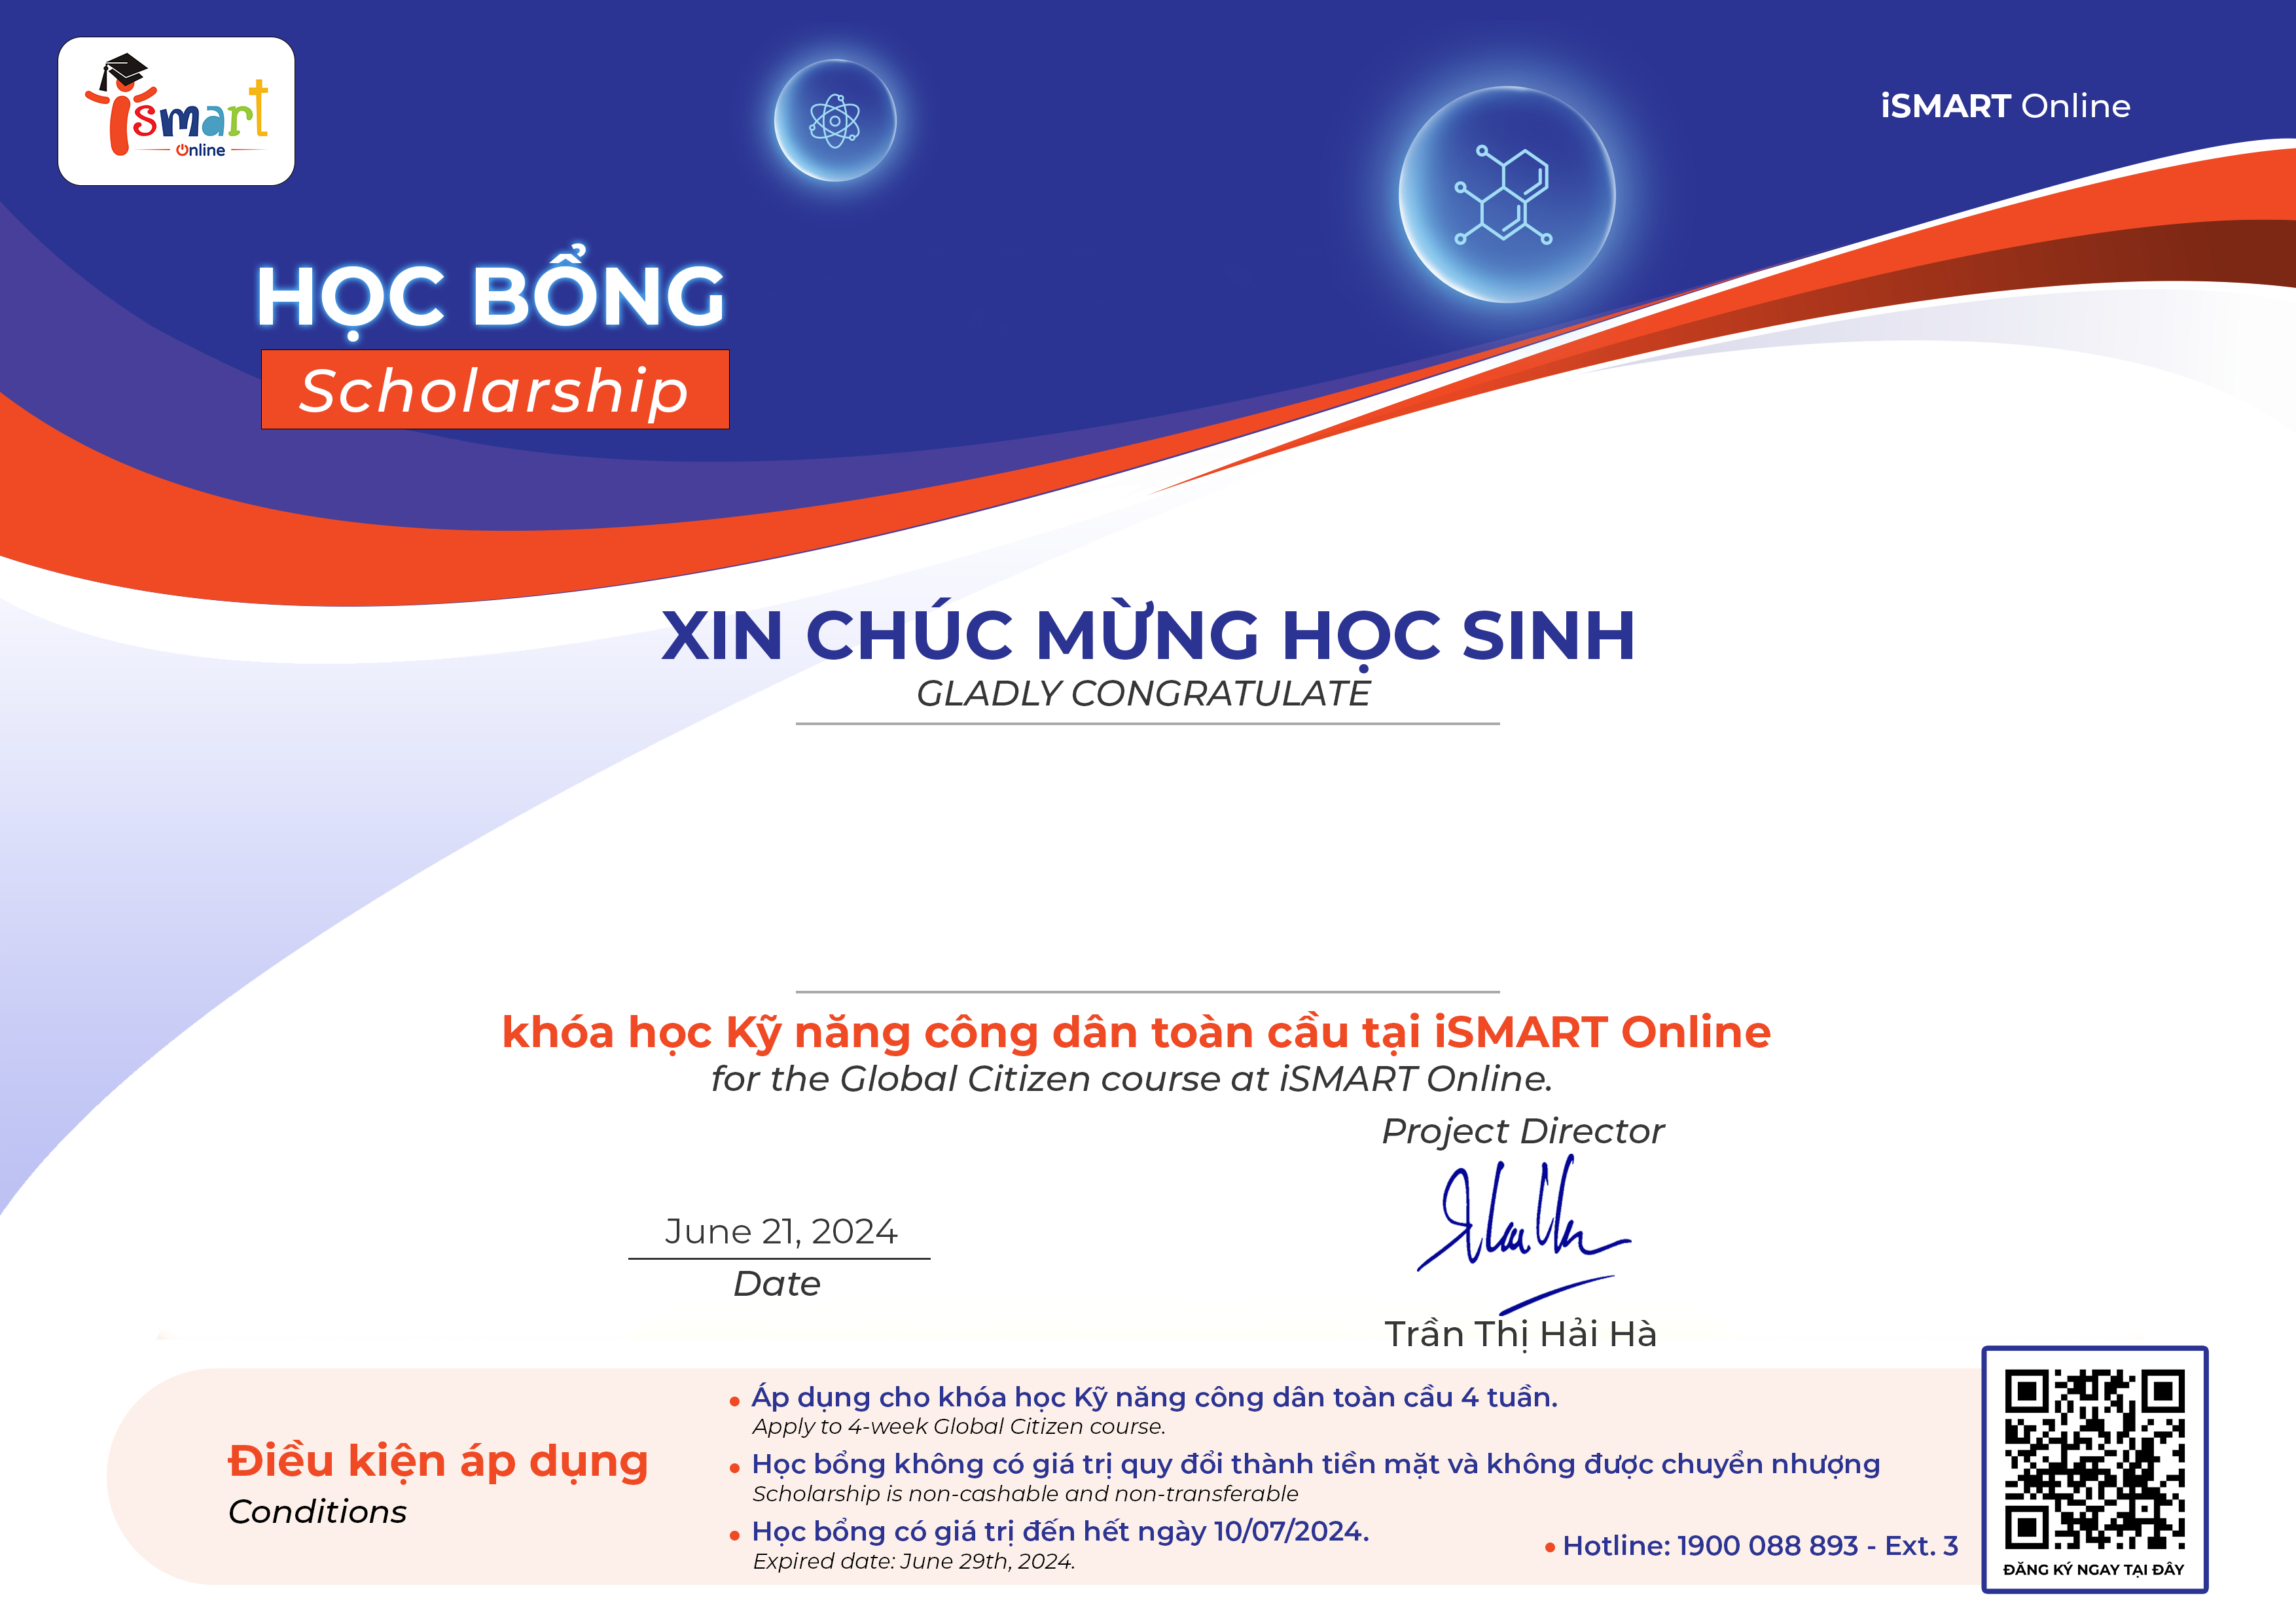 ismart
Online
iSMART Online
HỌC BỔNG
Scholarship
XIN CHÚC MỪNG HỌC SINH
GLADLY CONGRATULATE
khóa học Kỹ năng công dân toàn cầu tại iSMART Online
for the Global Citizen course at iSMART Online.
Project Director
June 21, 2024
Date
Trần Thị Hải Hà
Điều kiện áp dụng
Conditions
• Áp dụng cho khóa học Kỹ năng công dân toàn cầu 4 tuần.
Apply to 4-week Global Citizen course.
• Học bổng không có giá trị quy đổi thành tiền mặt và không được chuyển nhượng
Scholarship is non-cashable and non-transferable
• Học bổng có giá trị đến hết ngày 10/07/2024.
Expired date: June 29th, 2024.
• Hotline: 1900 088 893 - Ext. 3
ĐĂNG KÝ NGAY TẠI ĐÂY